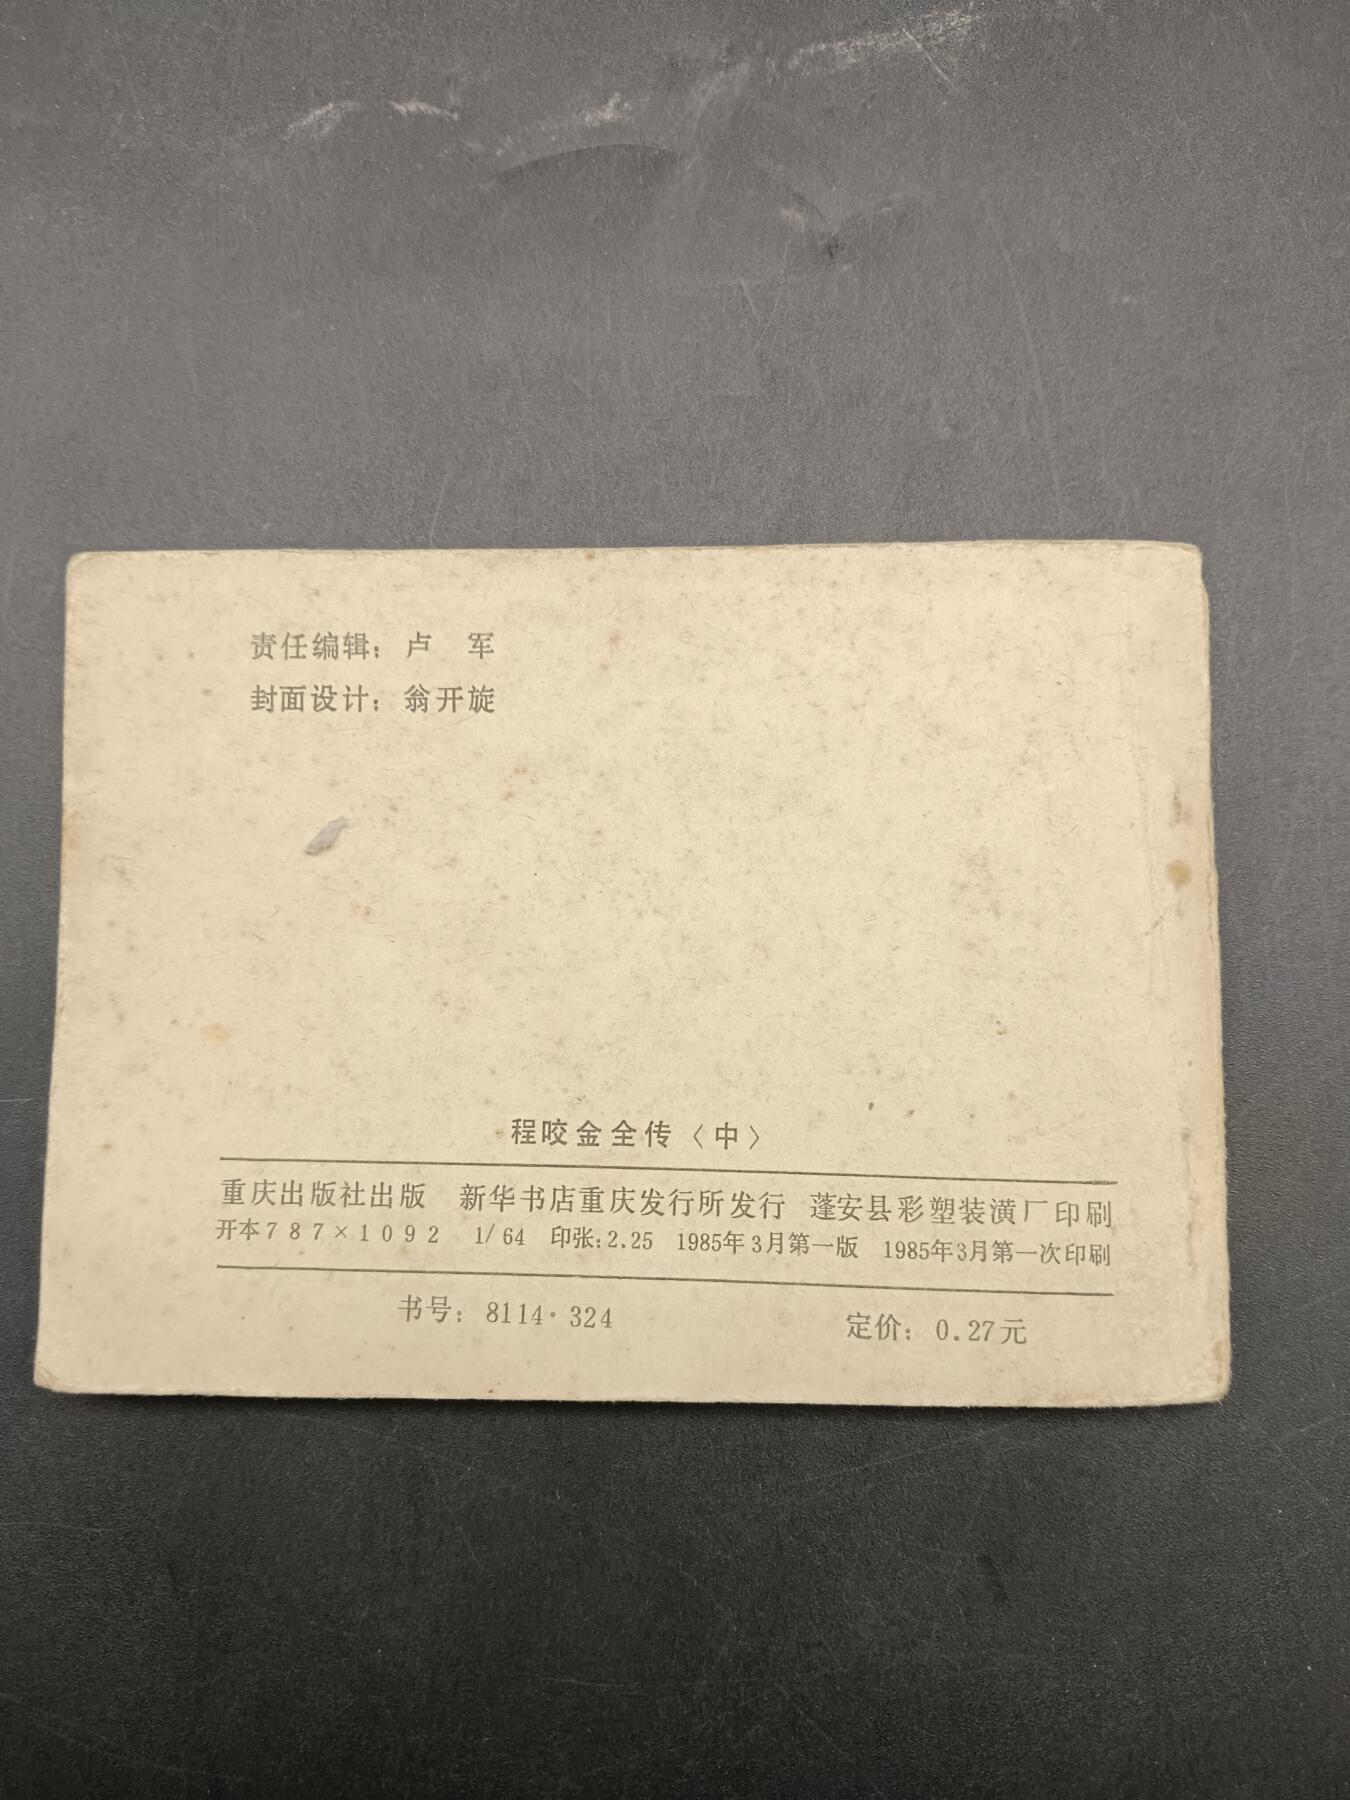 责任编辑：卢　军
封面设计：翁开旋
程咬金全传〈中〉
重庆出版社出版　新华书店重庆发行所发行　蓬安县彩塑装潢厂印刷
开本787×1092　1/64　印张：2.25　1985年3月第一版　1985年3月第一次印刷
书号：8114·324　定价：0.27元